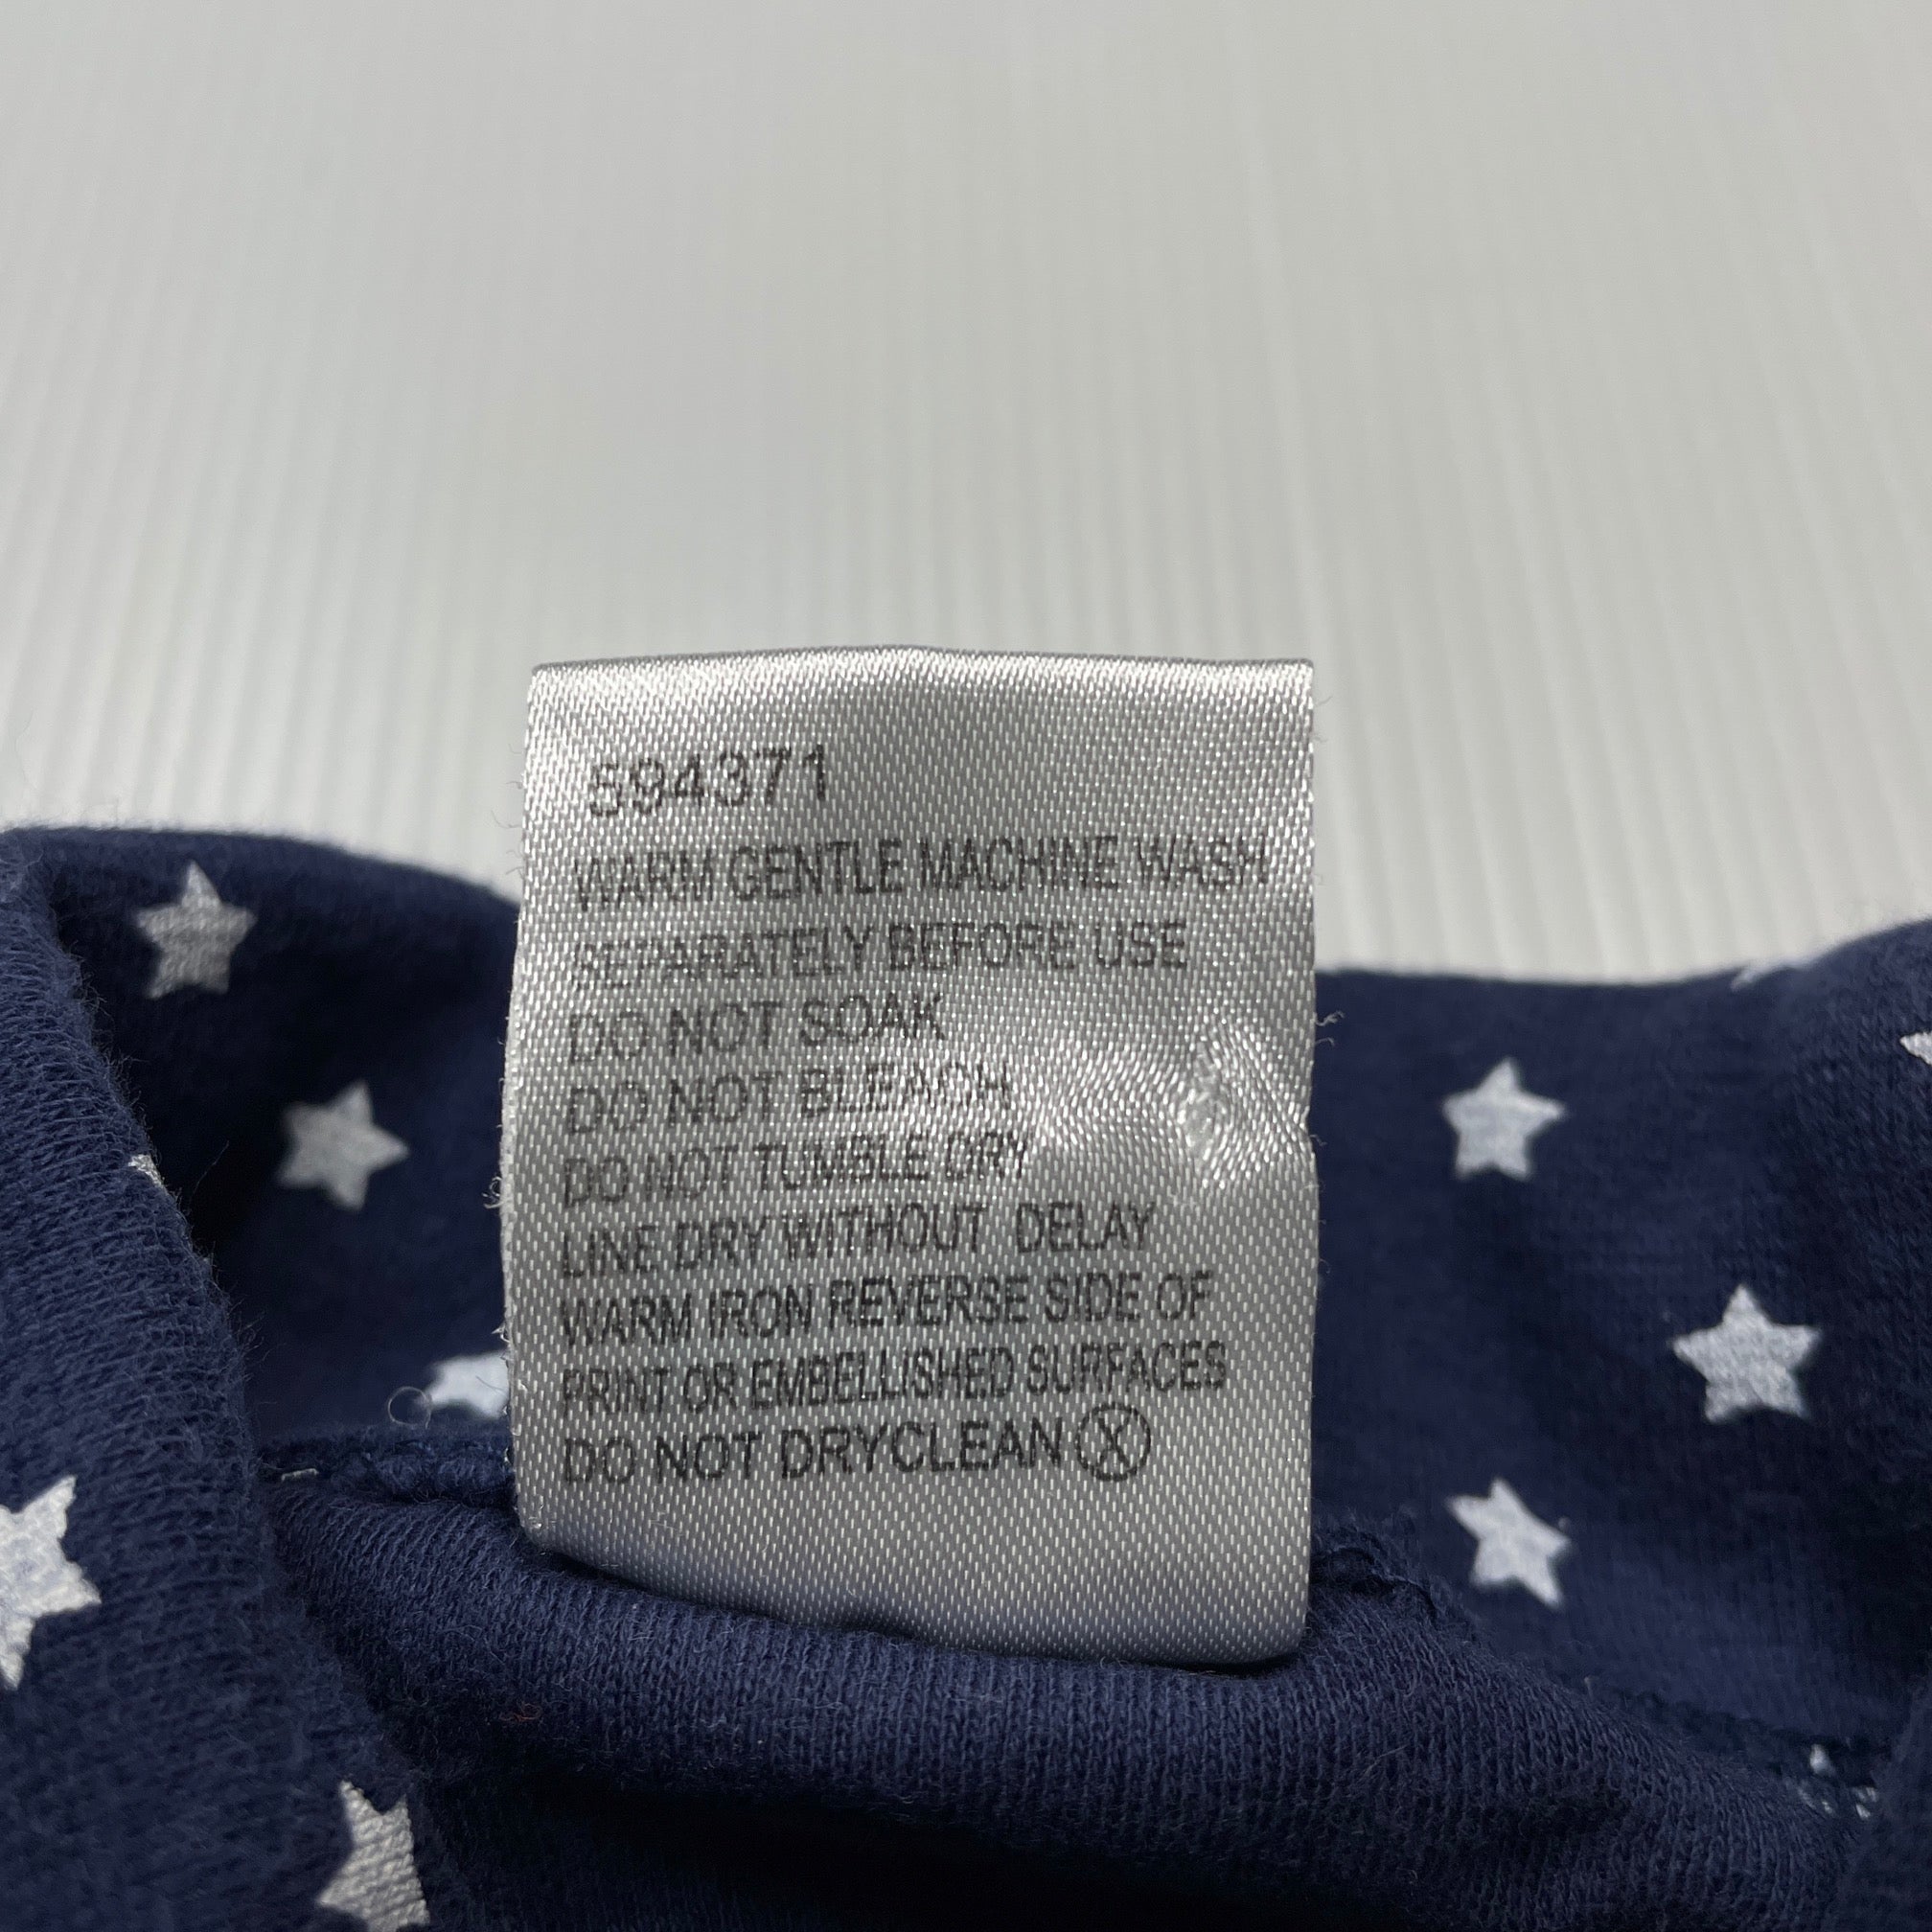 S94371
WARM GENTLE MACHINE WASH
SEPARATELY BEFORE USE
DO NOT SOAK
DO NOT BLEACH
DO NOT TUMBLE DRY
LINE DRY WITHOUT DELAY
WARM IRON REVERSE SIDE OF
PRINT OR EMBELLISHED SURFACES
DO NOT DRYCLEAN Ⓧ